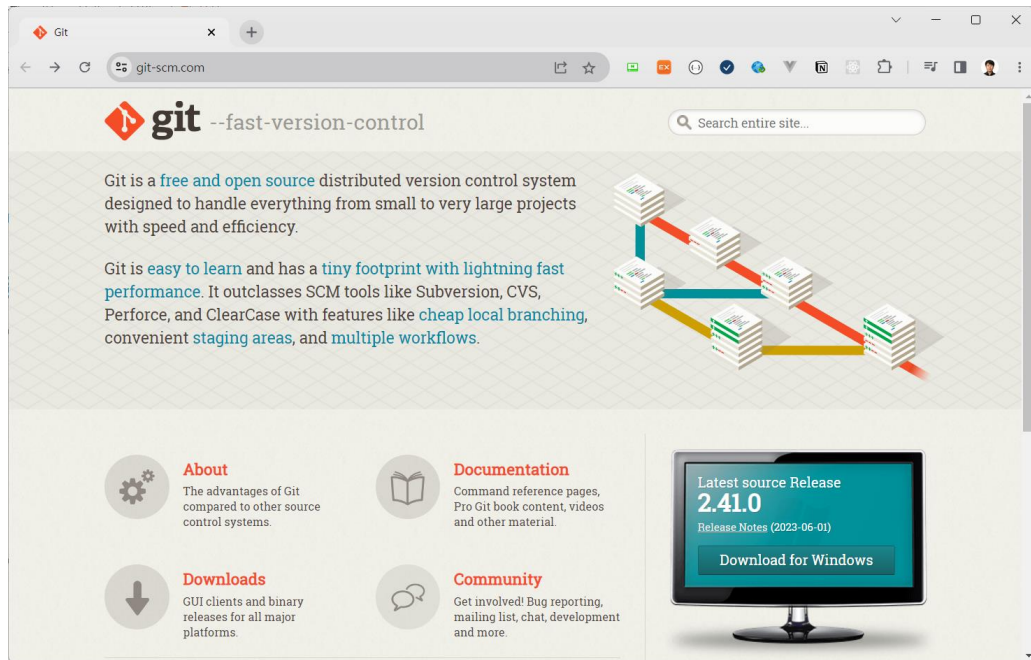 Git
git-scm.com
git --fast-version-control
Search entire site...
Git is a free and open source distributed version control system
designed to handle everything from small to very large projects
with speed and efficiency.
Git is easy to learn and has a tiny footprint with lightning fast
performance. It outclasses SCM tools like Subversion, CVS,
Perforce, and ClearCase with features like cheap local branching,
convenient staging areas, and multiple workflows.
About
The advantages of Git
compared to other source
control systems.
Documentation
Command reference pages,
Pro Git book content, videos
and other material.
Downloads
GUI clients and binary
releases for all major
platforms.
Community
Get involved! Bug reporting,
mailing list, chat, development
and more.
Latest source Release
2.41.0
Release Notes (2023-06-01)
Download for Windows